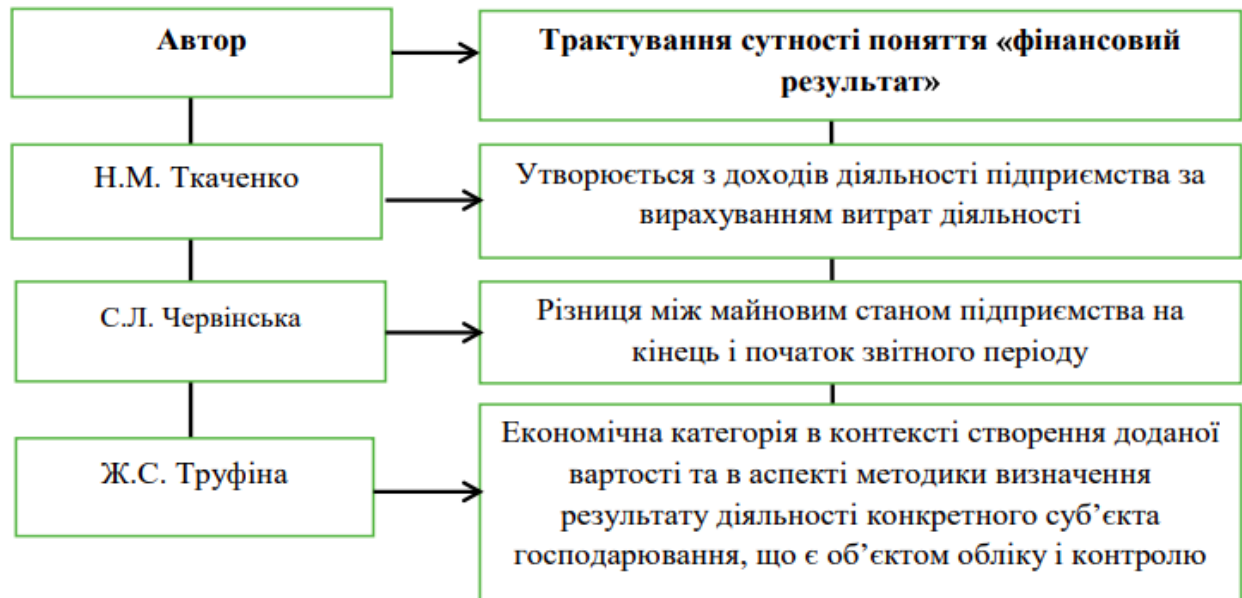 Автор
Трактування сутності поняття «фінансовий
результат»
Н.М. Ткаченко
Утворюється з доходів діяльності підприємства за
вирахуванням витрат діяльності
С.Л. Червінська
Різниця між майновим станом підприємства на
кінець і початок звітного періоду
Ж.С. Труфіна
Економічна категорія в контексті створення доданої
вартості та в аспекті методики визначення
результату діяльності конкретного суб’єкта
господарювання, що є об’єктом обліку і контролю